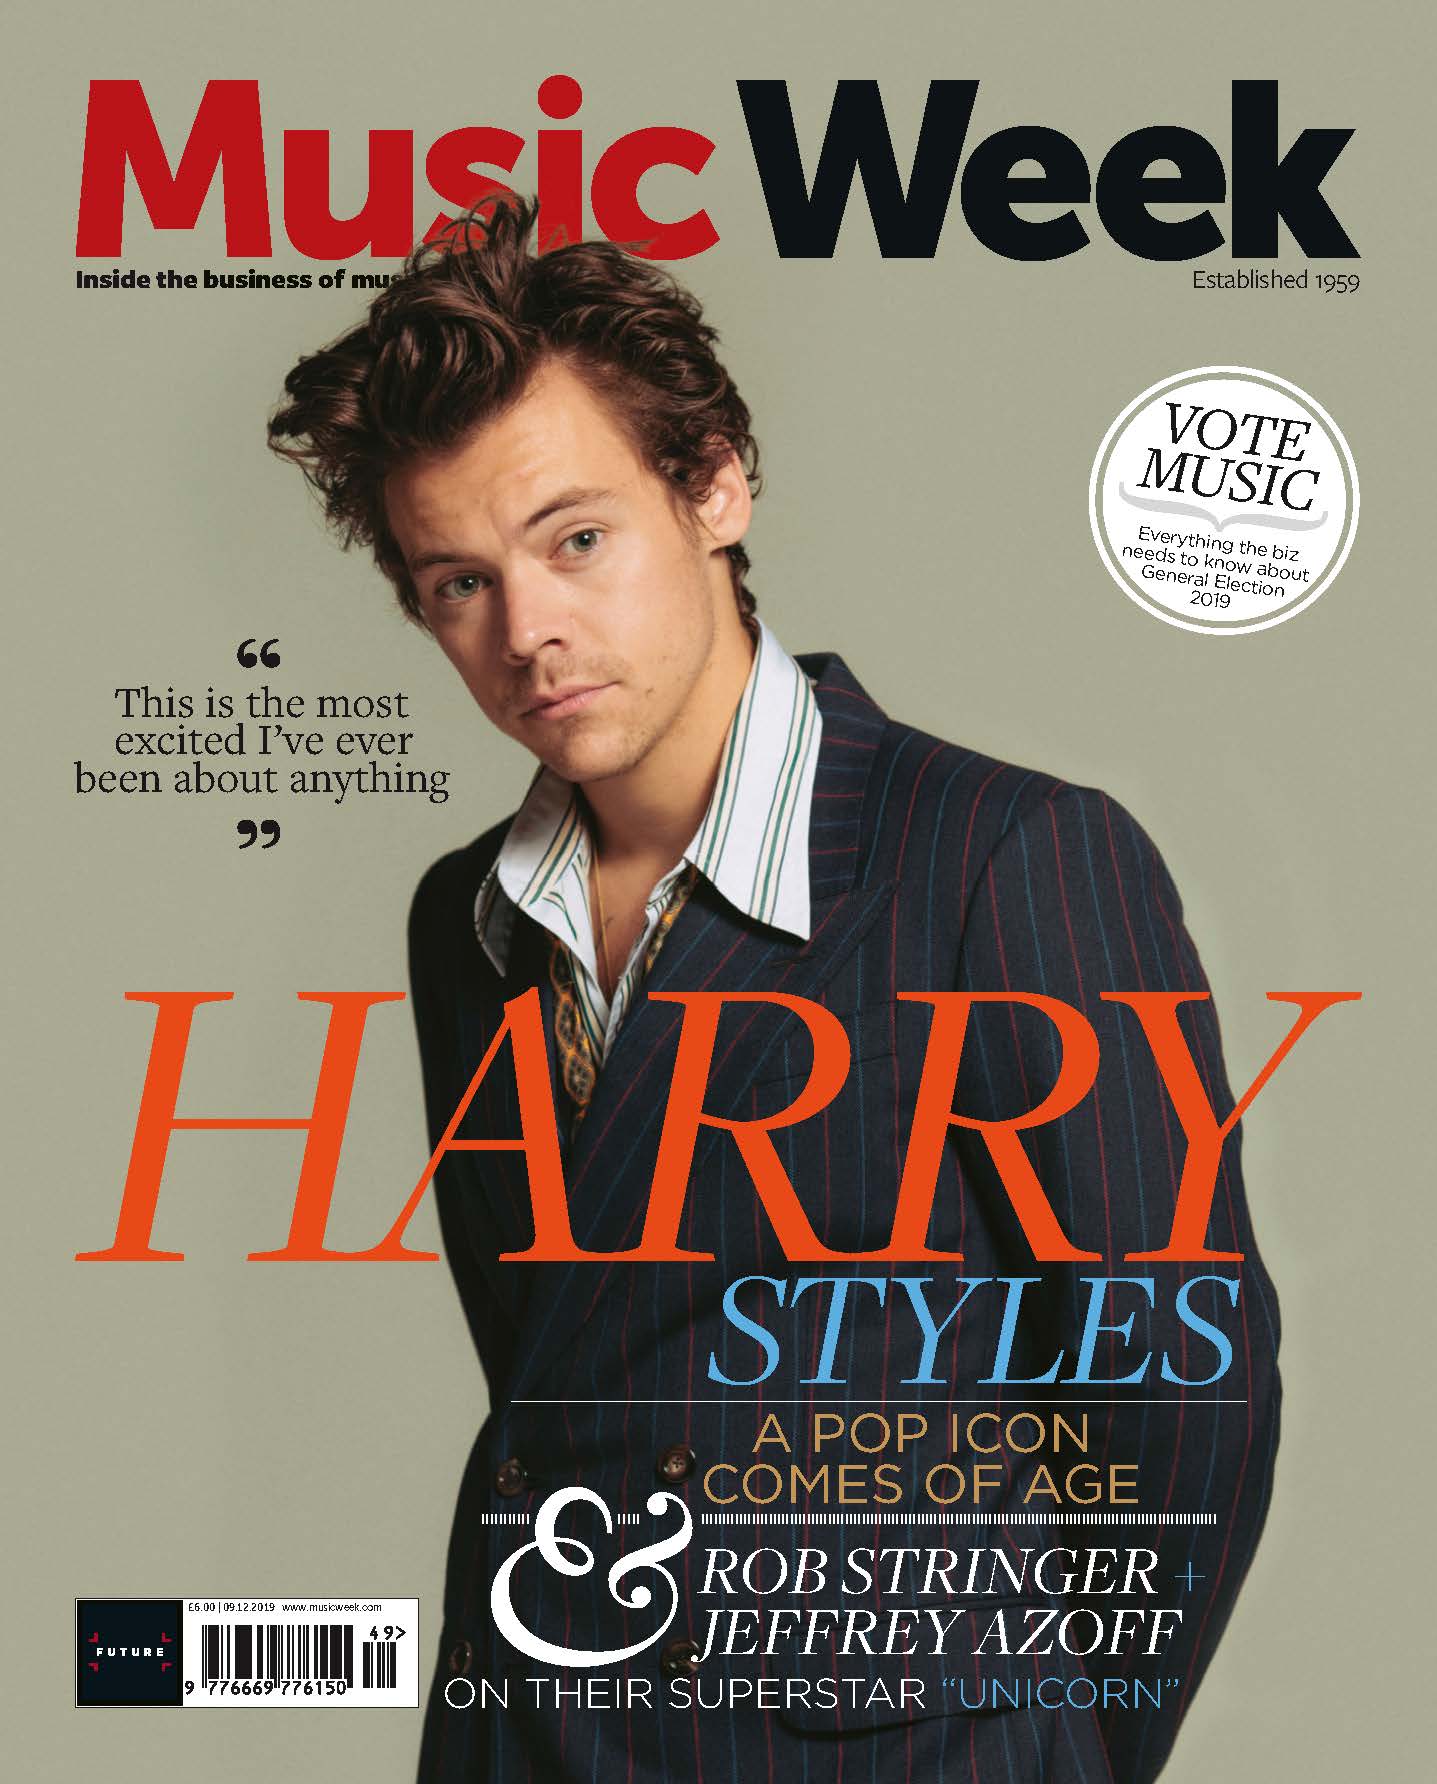 Music Week
Inside the business of mus
Established 1959
VOTE
MUSIC
Everything the biz
needs to know about
General Election
2019
“
This is the most
excited I’ve ever
been about anything
”
HARRY
STYLES
A POP ICON
COMES OF AGE
& ROB STRINGER +
JEFFREY AZOFF
ON THEIR SUPERSTAR “UNICORN”
FUTURE
£6.00 | 09.12.2019 www.musicweek.com
49>
9 776669 776150